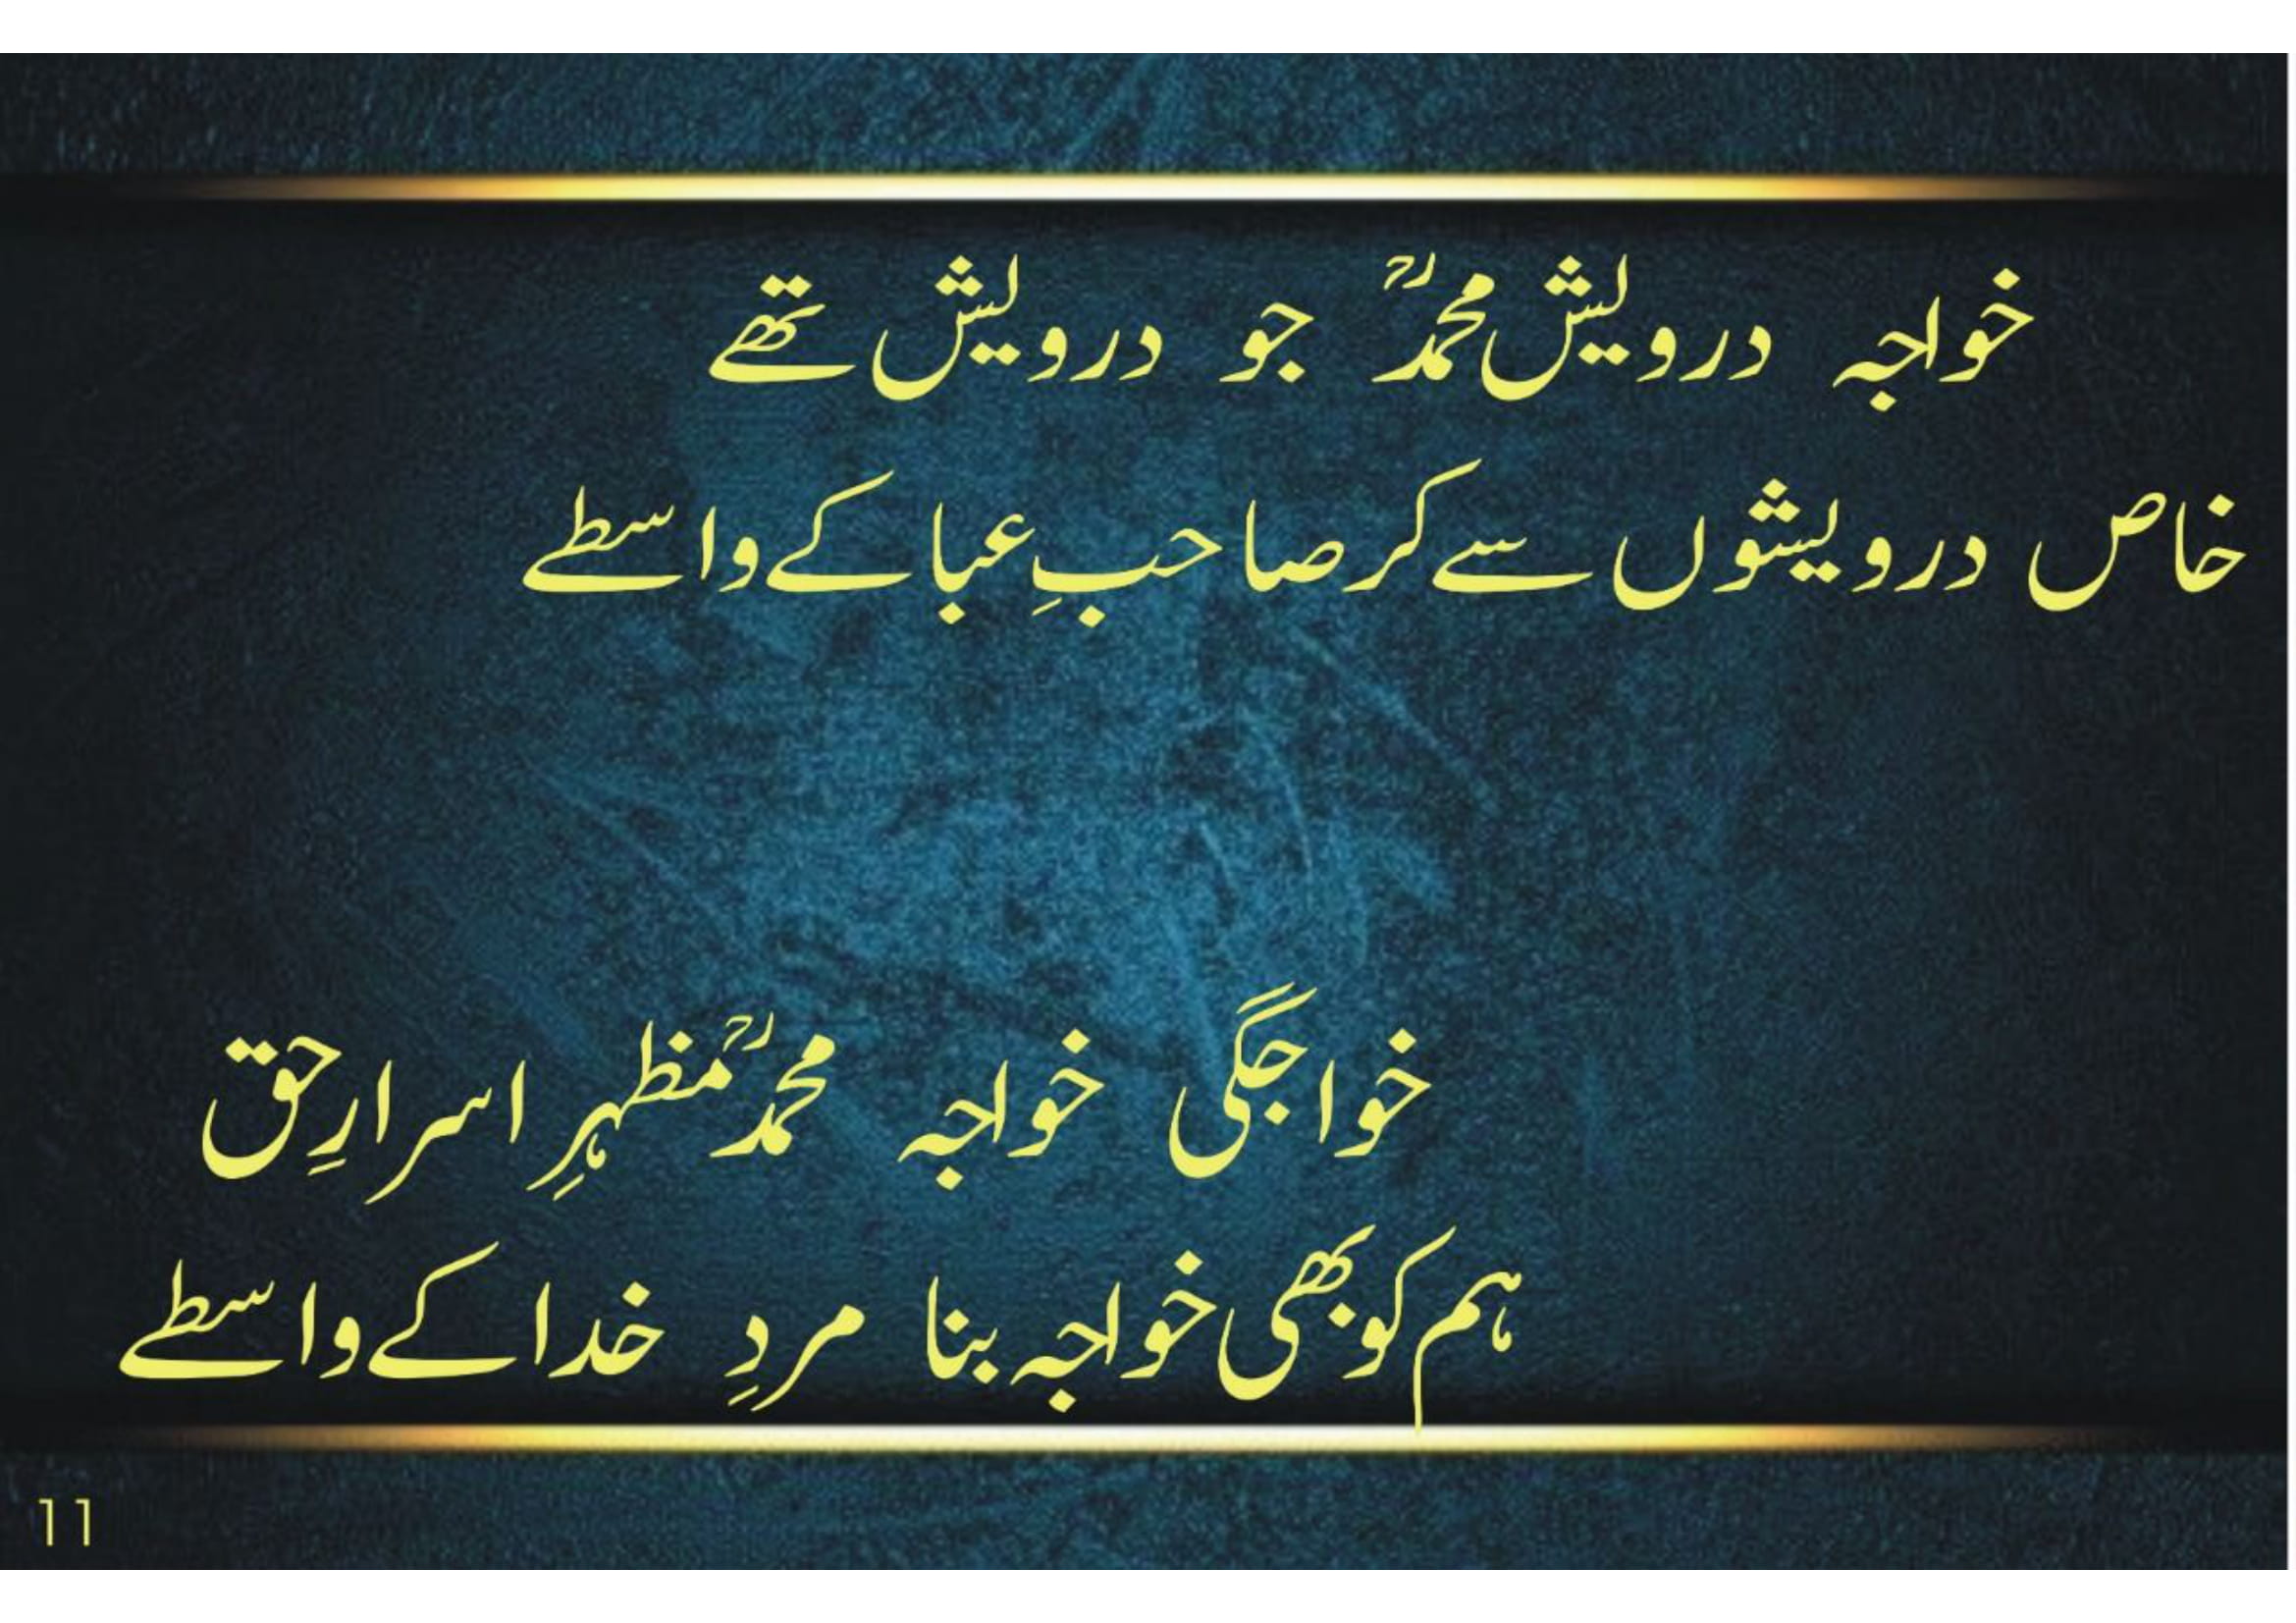 خواجہ درویش محمدؒ جو درویش تھے
خاص درویشوں سے کر صاحبِ عبا کے واسطے
خواجگی خواجہ محمدؒ مظہرِ اسرارِ حق
ہم کو بھی خواجہ بنا مردِ خدا کے واسطے
11